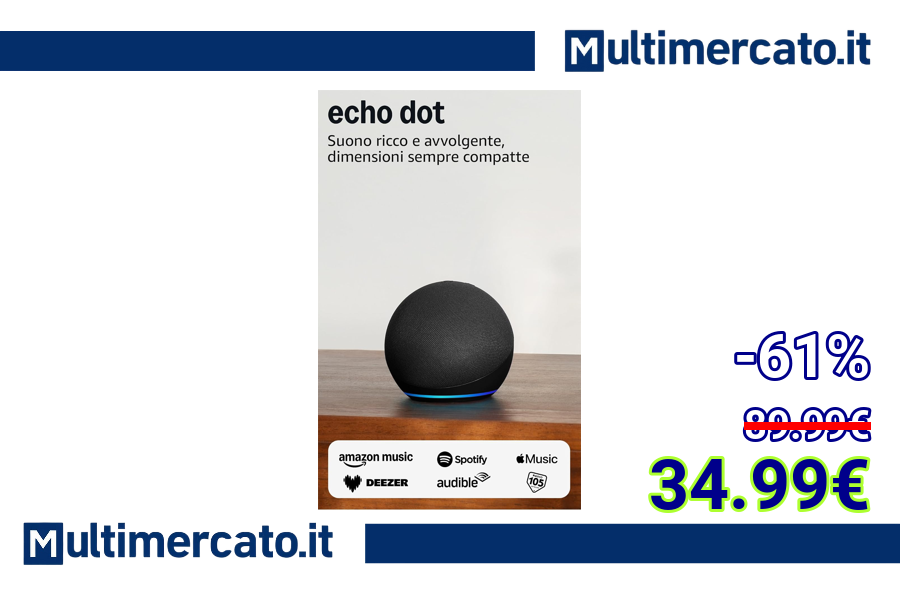 Multimercato.it
echo dot
Suono ricco e avvolgente,
dimensioni sempre compatte
-61%
89.99€
34.99€
amazon music
Spotify
Music
DEEZER
audible
105
Multimercato.it